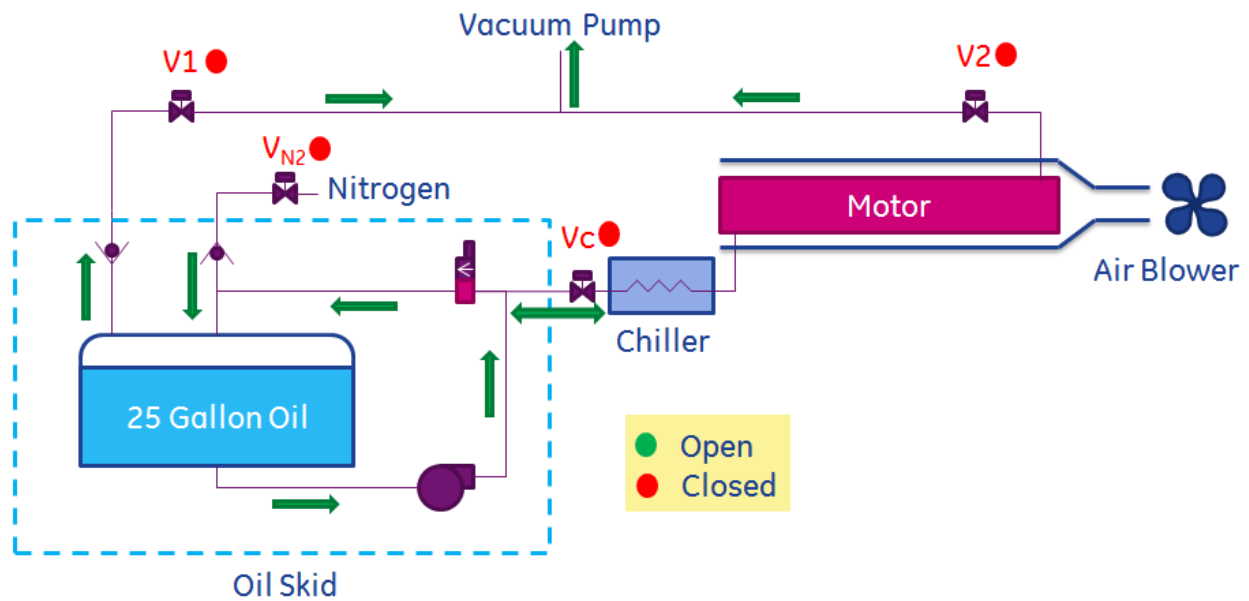 Vacuum Pump
V1
V2
VN2
Nitrogen
Motor
Vc
Air Blower
Chiller
25 Gallon Oil
Open
Closed
Oil Skid